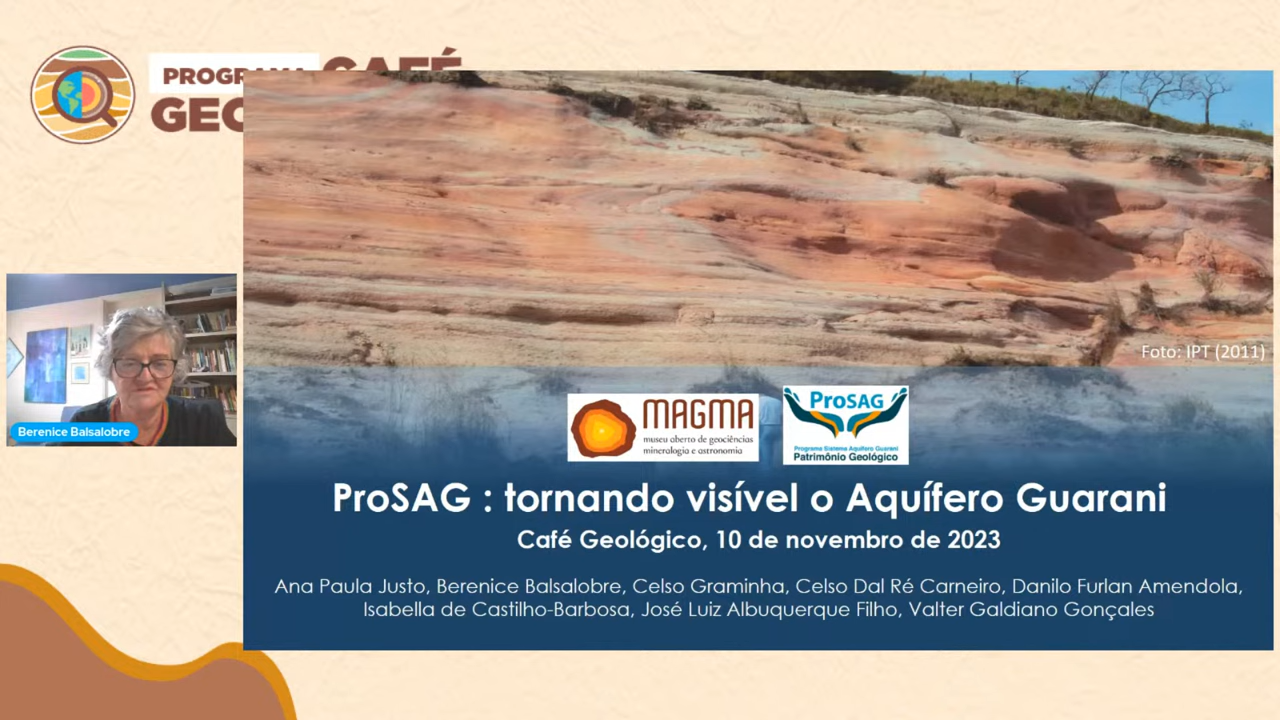 PROGRAMA CAFÉ
GEO
Foto: IPT (2011)
Berenice Balsalobre
MAGMA
museu aberto de geociências
mineralogia e astronomia
ProSAG
Programa Sistema Aquífero Guarani
Patrimônio Geológico
ProSAG : tornando visível o Aquífero Guarani
Café Geológico, 10 de novembro de 2023
Ana Paula Justo, Berenice Balsalobre, Celso Graminha, Celso Dal Ré Carneiro, Danilo Furlan Amendola,
Isabella de Castilho-Barbosa, José Luiz Albuquerque Filho, Valter Galdiano Gonçales